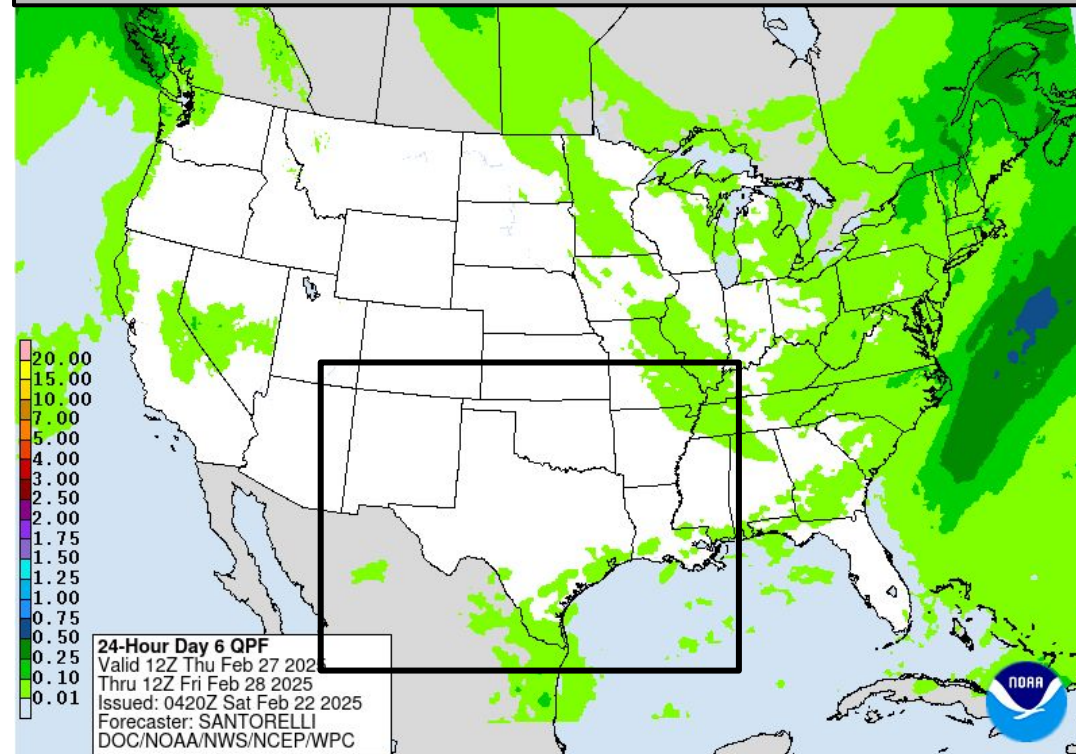 20.00
15.00
10.00
7.00
5.00
4.00
3.00
2.50
2.00
1.75
1.50
1.25
1.00
0.75
0.50
0.25
0.10
0.01
24-Hour Day 6 QPF
Valid 12Z Thu Feb 27 2025
Thru 12Z Fri Feb 28 2025
Issued: 0420Z Sat Feb 22 2025
Forecaster: SANTORELLI
DOC/NOAA/NWS/NCEP/WPC
NOAA